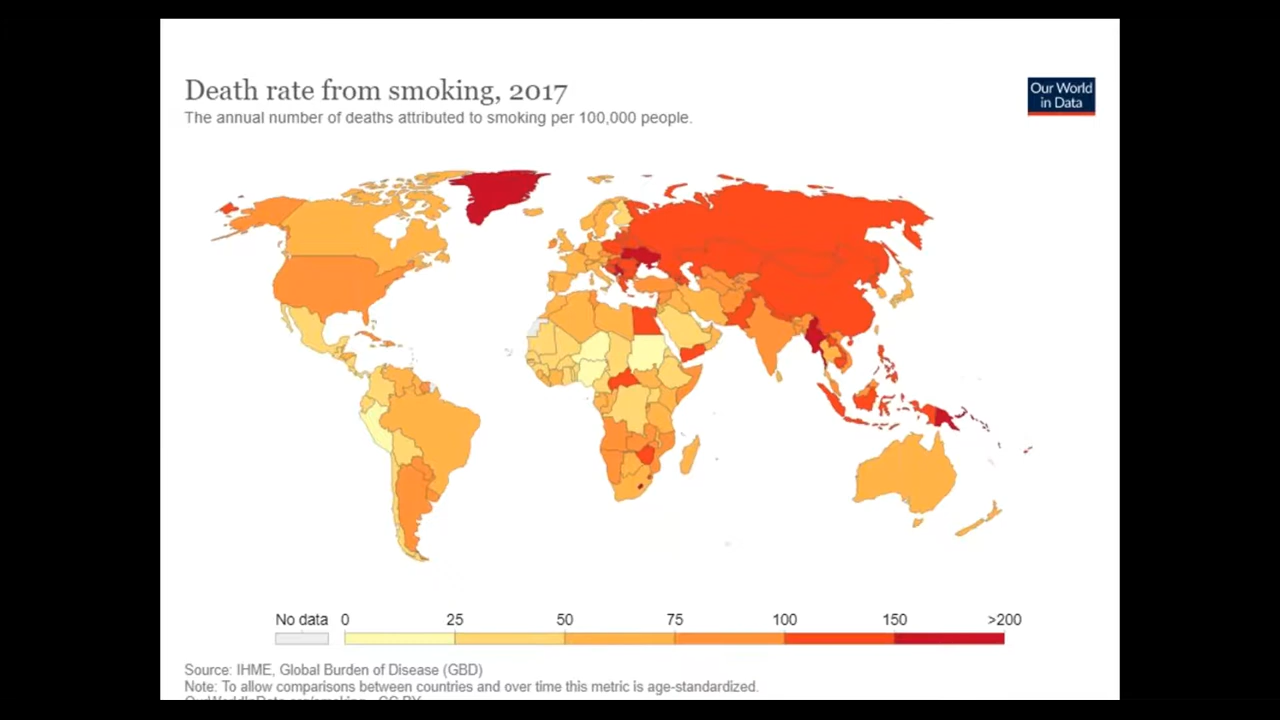 Death rate from smoking, 2017
Our World
in Data
The annual number of deaths attributed to smoking per 100,000 people.
No data 0 25 50 75 100 150 >200
Source: IHME, Global Burden of Disease (GBD)
Note: To allow comparisons between countries and over time this metric is age-standardized.